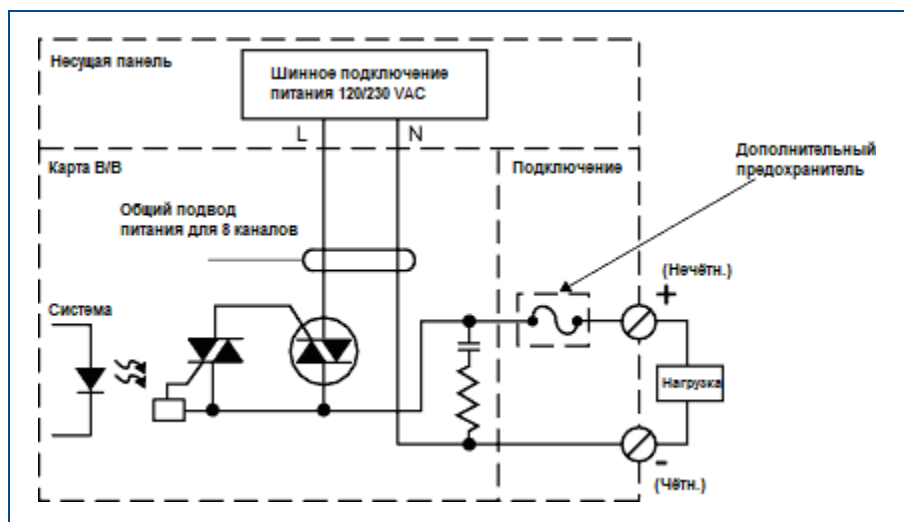 Несущая панель
Шинное подключение
питания 120/230 VAC
L
N
Карта В/В
Подключение
Дополнительный
предохранитель
Общий подвод
питания для 8 каналов
(Нечётн.)
+
Система
Нагрузка
-
(Чётн.)